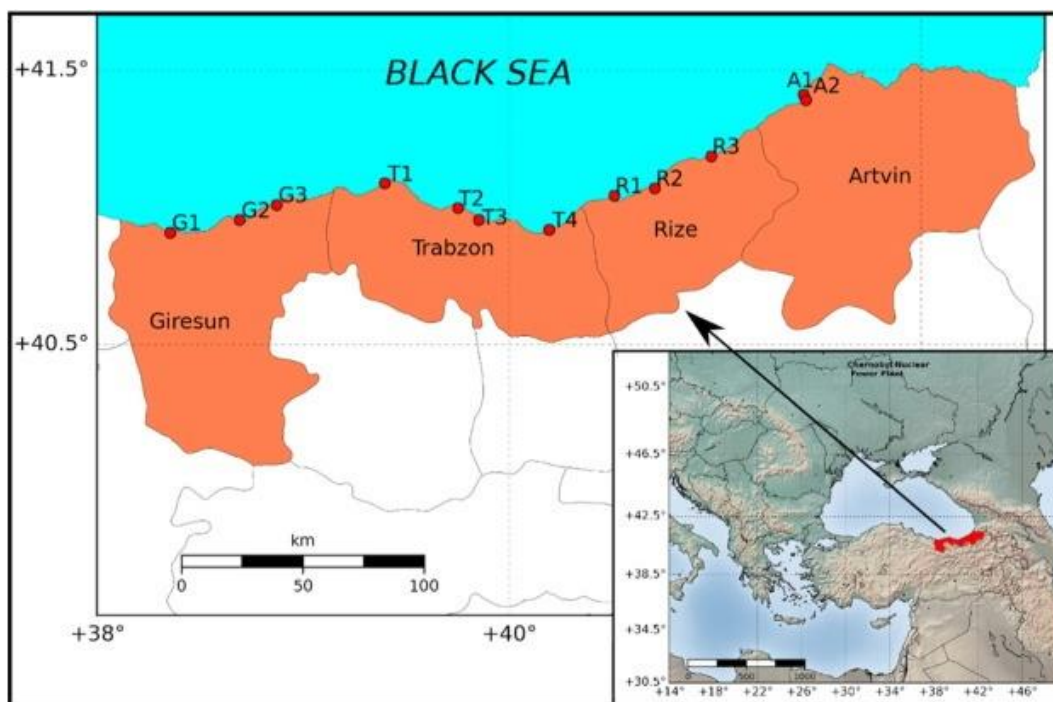 +41.5°
BLACK SEA
A1
A2
T1
R3
R2
R1
G3
T2
G2
T3
T4
G1
Artvin
Rize
Trabzon
Giresun
+40.5°
km
0
50
100
+38°
+40°
Chernobil Nuclear
Power Plant
+50.5°
+46.5°
+42.5°
+38.5°
+34.5°
+30.5°
km
0
500
1000
+14° +18° +22° +26° +30° +34° +38° +42° +46°